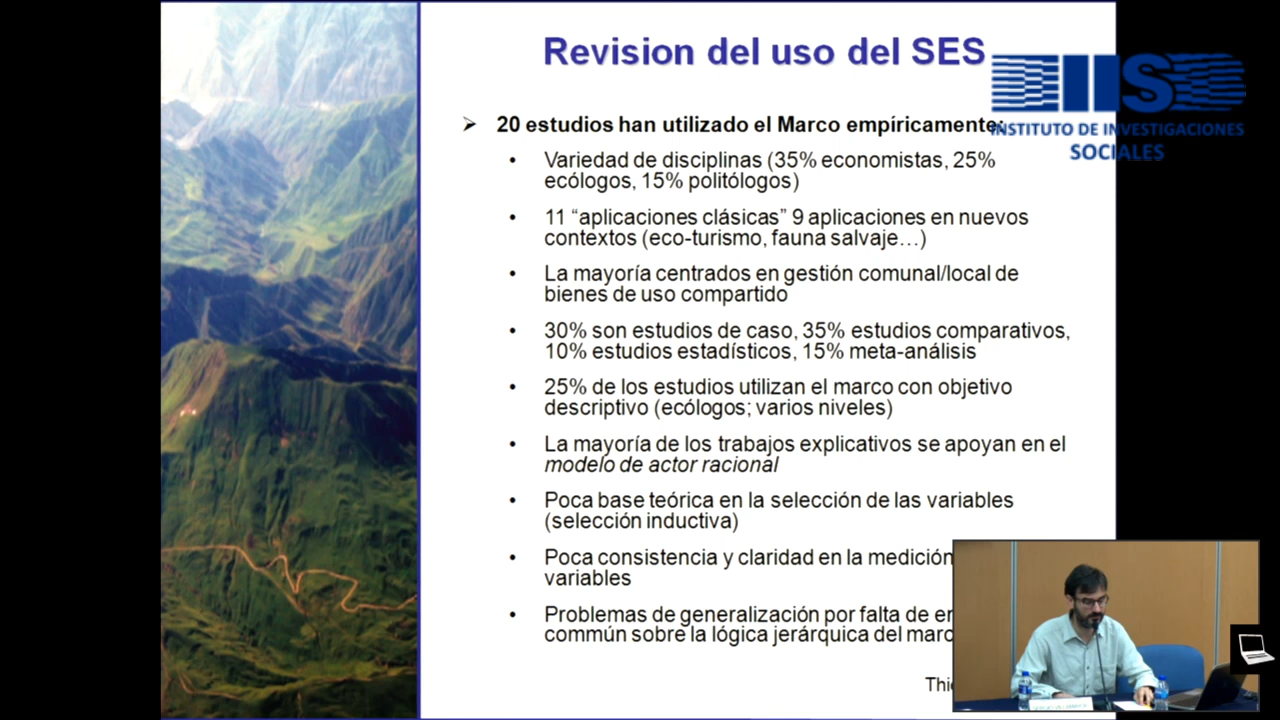 Revision del uso del SES
IIS
INSTITUTO DE INVESTIGACIONES
SOCIALES
20 estudios han utilizado el Marco empíricamente:
Variedad de disciplinas (35% economistas, 25%
ecólogos, 15% politólogos)
11 “aplicaciones clásicas” 9 aplicaciones en nuevos
contextos (eco-turismo, fauna salvaje…)
La mayoría centrados en gestión comunal/local de
bienes de uso compartido
30% son estudios de caso, 35% estudios comparativos,
10% estudios estadísticos, 15% meta-análisis
25% de los estudios utilizan el marco con objetivo
descriptivo (ecólogos; varios niveles)
La mayoría de los trabajos explicativos se apoyan en el
modelo de actor racional
Poca base teórica en la selección de las variables
(selección inductiva)
Poca consistencia y claridad en la medición
variables
Problemas de generalización por falta de
común sobre la lógica jerárquica del